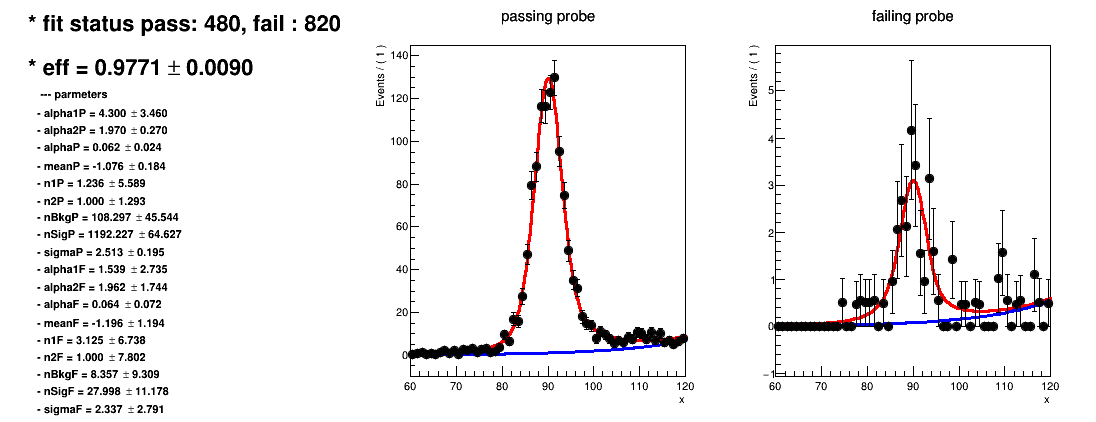 * fit status pass: 480, fail : 820
* eff = 0.9771 ± 0.0090
--- parmeters
- alpha1P = 4.300 ± 3.460
- alpha2P = 1.970 ± 0.270
- alphaP = 0.062 ± 0.024
- meanP = -1.076 ± 0.184
- n1P = 1.236 ± 5.589
- n2P = 1.000 ± 1.293
- nBkgP = 108.297 ± 45.544
- nSigP = 1192.227 ± 64.627
- sigmaP = 2.513 ± 0.195
- alpha1F = 1.539 ± 2.735
- alpha2F = 1.962 ± 1.744
- alphaF = 0.064 ± 0.072
- meanF = -1.196 ± 1.194
- n1F = 3.125 ± 6.738
- n2F = 1.000 ± 7.802
- nBkgF = 8.357 ± 9.309
- nSigF = 27.998 ± 11.178
- sigmaF = 2.337 ± 2.791
passing probe
Events / ( 1 )
140
120
100
80
60
40
20
0
60 70 80 90 100 110 120
x
failing probe
Events / ( 1 )
5
4
3
2
1
0
−1
60 70 80 90 100 110 120
x